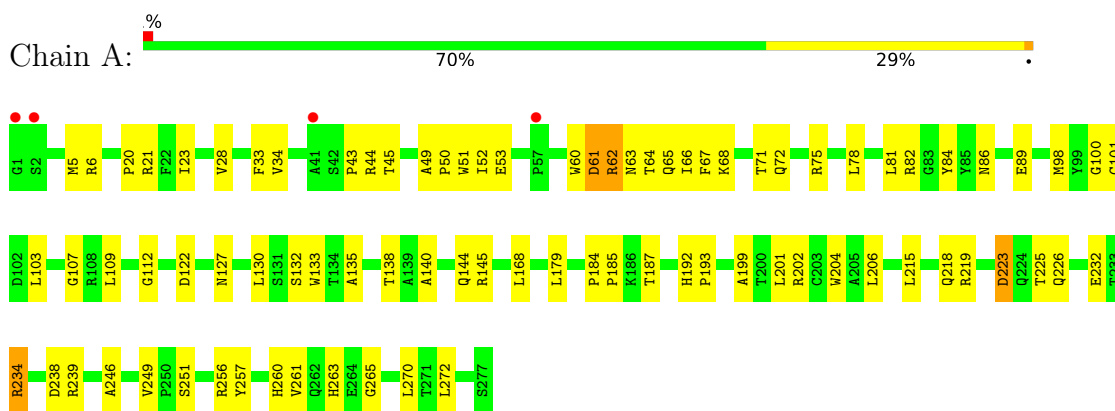 .%
Chain A:
70% 29% •
G1 S2 M5 R6 P20 R21 F22 I23 V28 F33 V34 A41 S42 P43 R44 T45 A49 P50 W51 I52 E53 P57 W60 D61 R62 N63 T64 Q65 I66 F67 K68 T71 Q72 R75 L78 L81 R82 G83 Y84 Y85 N86 E89 M98 Y99 G100 C101
D102 L103 G107 R108 L109 G112 D122 N127 L130 S131 S132 W133 T134 A135 T138 A139 A140 Q144 R145 L168 L179 P184 P185 K186 T187 H192 P193 A199 T200 L201 R202 C203 W204 A205 L206 L215 Q218 R219 D223 Q224 T225 Q226 E232 T233
R234 D238 R239 A246 V249 P250 S251 R256 Y257 H260 V261 Q262 H263 E264 G265 L270 T271 L272 S277